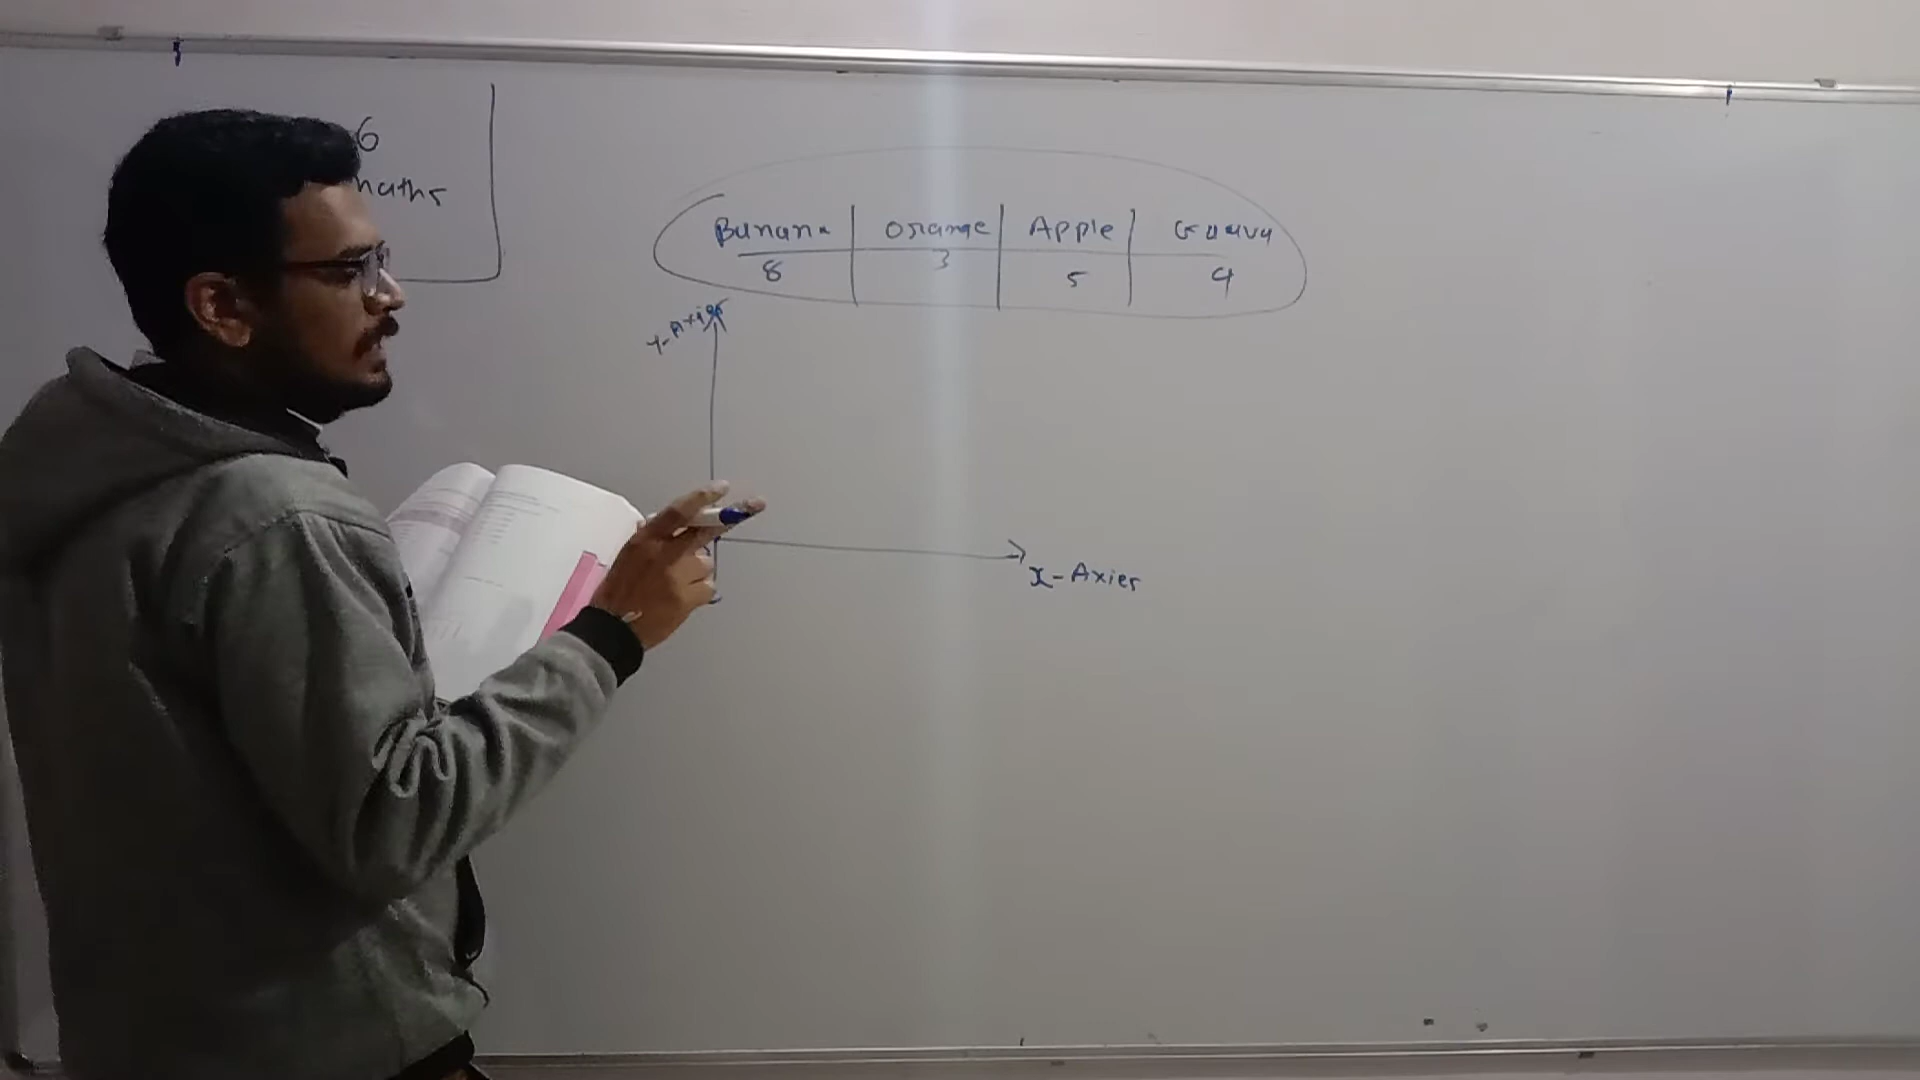 6
maths
Banana | Orange | Apple | Guava
8 | 3 | 5 | 4
Y-Axies
X-Axies